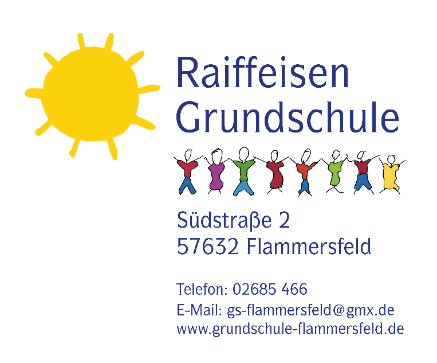 Raiffeisen
Grundschule
Südstraße 2
57632 Flammersfeld
Telefon: 02685 466
E-Mail: gs-flammersfeld@gmx.de
www.grundschule-flammersfeld.de